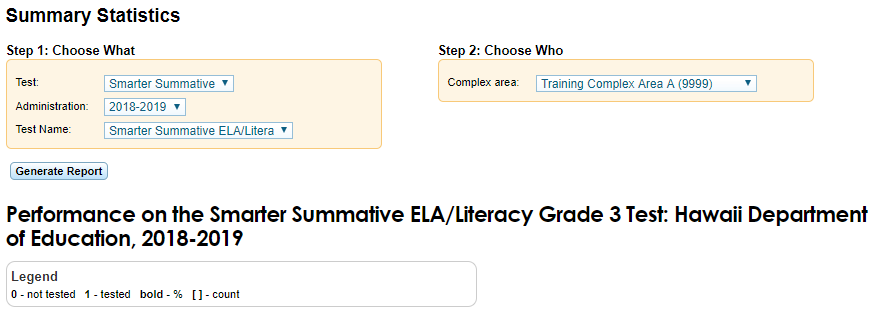 Summary Statistics
Step 1: Choose What
Test: Smarter Summative
Administration: 2018-2019
Test Name: Smarter Summative ELA/Litera
Step 2: Choose Who
Complex area: Training Complex Area A (9999)
Generate Report
Performance on the Smarter Summative ELA/Literacy Grade 3 Test: Hawaii Department
of Education, 2018-2019
Legend
0 - not tested 1 - tested bold - % [ ] - count